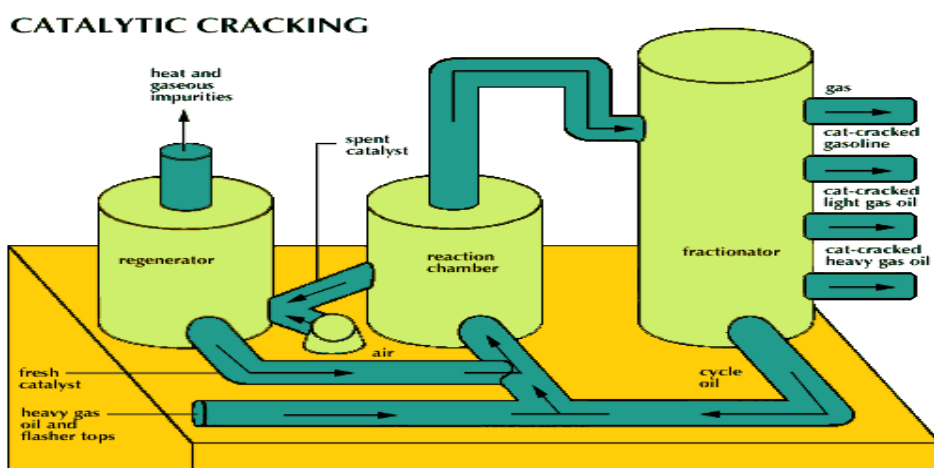 CATALYTIC CRACKING
heat and
gaseous
impurities
spent
catalyst
gas
cat-cracked
gasoline
cat-cracked
light gas oil
cat-cracked
heavy gas oil
regenerator
reaction
chamber
fractionator
air
fresh
catalyst
cycle
oil
heavy gas
oil and
flasher tops